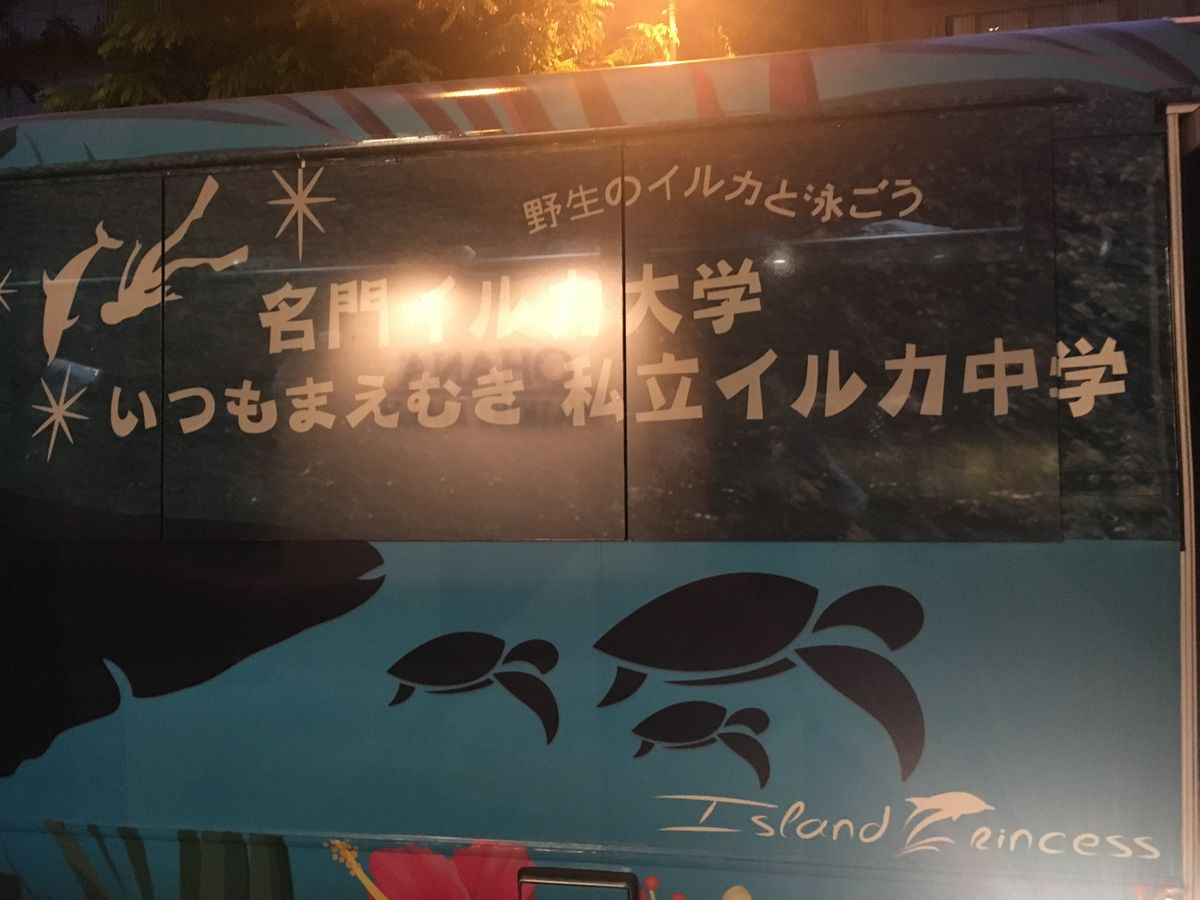 野生のイルカと泳ごう
名門イルカ大学
いつもまえむき 私立イルカ中学
Island Princess